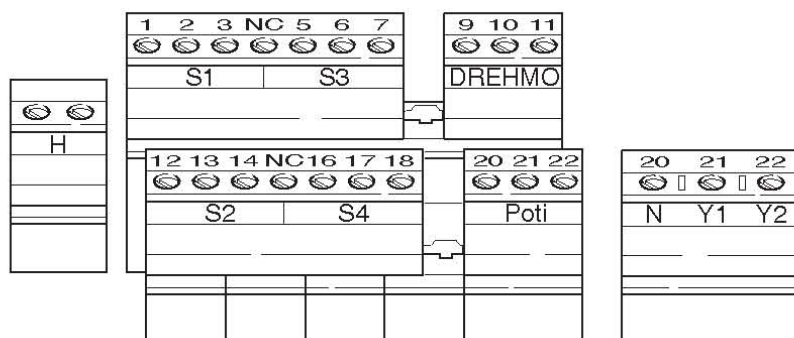 1 2 3 NC 5 6 7
9 10 11
S1 S3
DREHMO
H
12 13 14 NC 16 17 18
20 21 22
20 21 22
S2 S4
Poti
N Y1 Y2